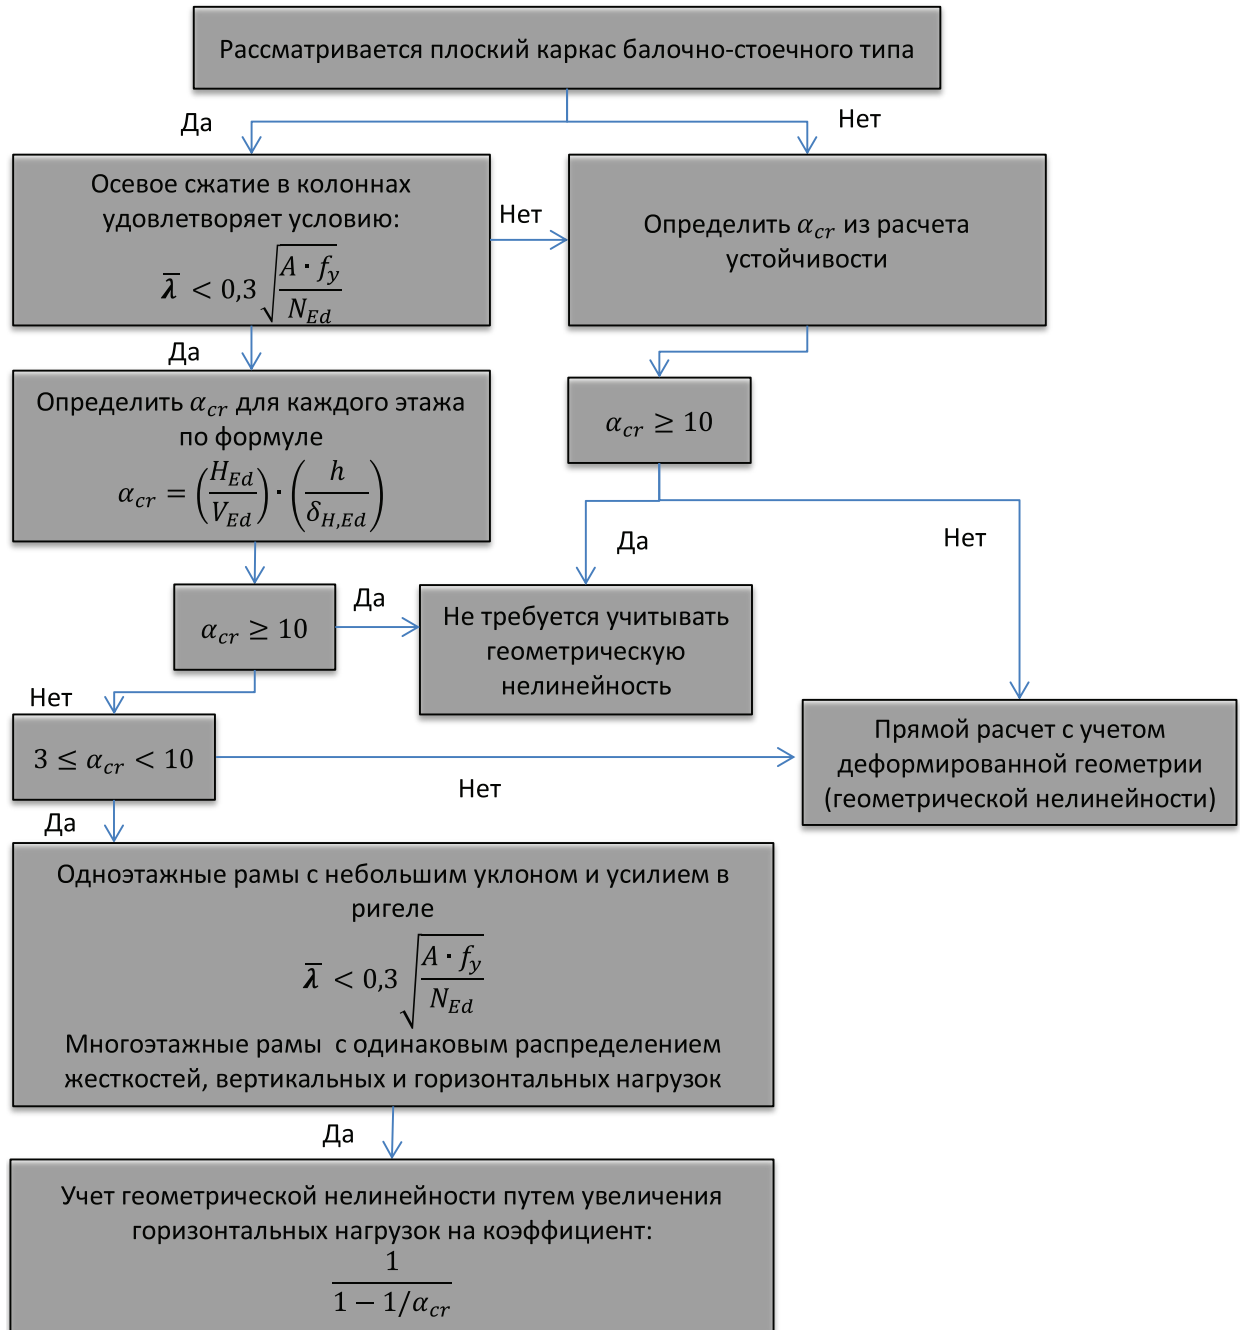 Рассматривается плоский каркас балочно-стоечного типа
Да
Нет
Осевое сжатие в колоннах
удовлетворяет условию:
λ̅ < 0,3 √(A · f_y / N_Ed)
Нет
Определить α_cr из расчета
устойчивости
Да
Определить α_cr для каждого этажа
по формуле
α_cr = (H_Ed / V_Ed) · (h / δ_H,Ed)
α_cr ≥ 10
Да
Нет
α_cr ≥ 10
Да
Не требуется учитывать
геометрическую
нелинейность
Нет
3 ≤ α_cr < 10
Нет
Прямой расчет с учетом
деформированной геометрии
(геометрической нелинейности)
Да
Одноэтажные рамы с небольшим уклоном и усилием в
ригеле
λ̅ < 0,3 √(A · f_y / N_Ed)
Многоэтажные рамы с одинаковым распределением
жесткостей, вертикальных и горизонтальных нагрузок
Да
Учет геометрической нелинейности путем увеличения
горизонтальных нагрузок на коэффициент:
1 / (1 − 1/α_cr)